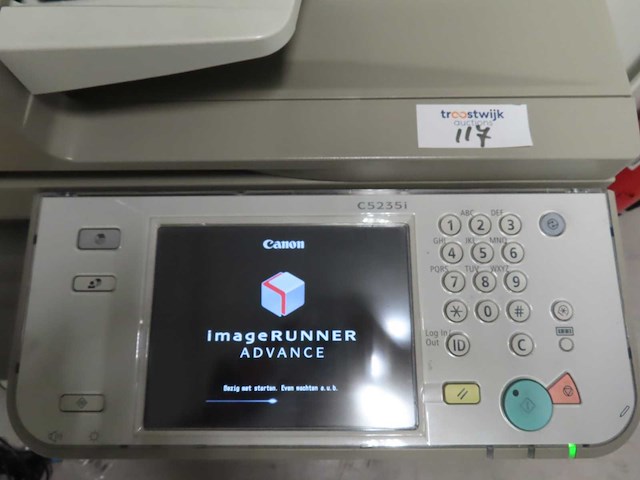 troostwijk
auctions
117
C5235i
Canon
imageRUNNER
ADVANCE
Bezig met starten. Even wachten a.u.b.
ABC DEF
1 2 3
GHI JKL MNO
4 5 6
PQRS TUV WXYZ
7 8 9
* 0 #
Log In/
Out ID C